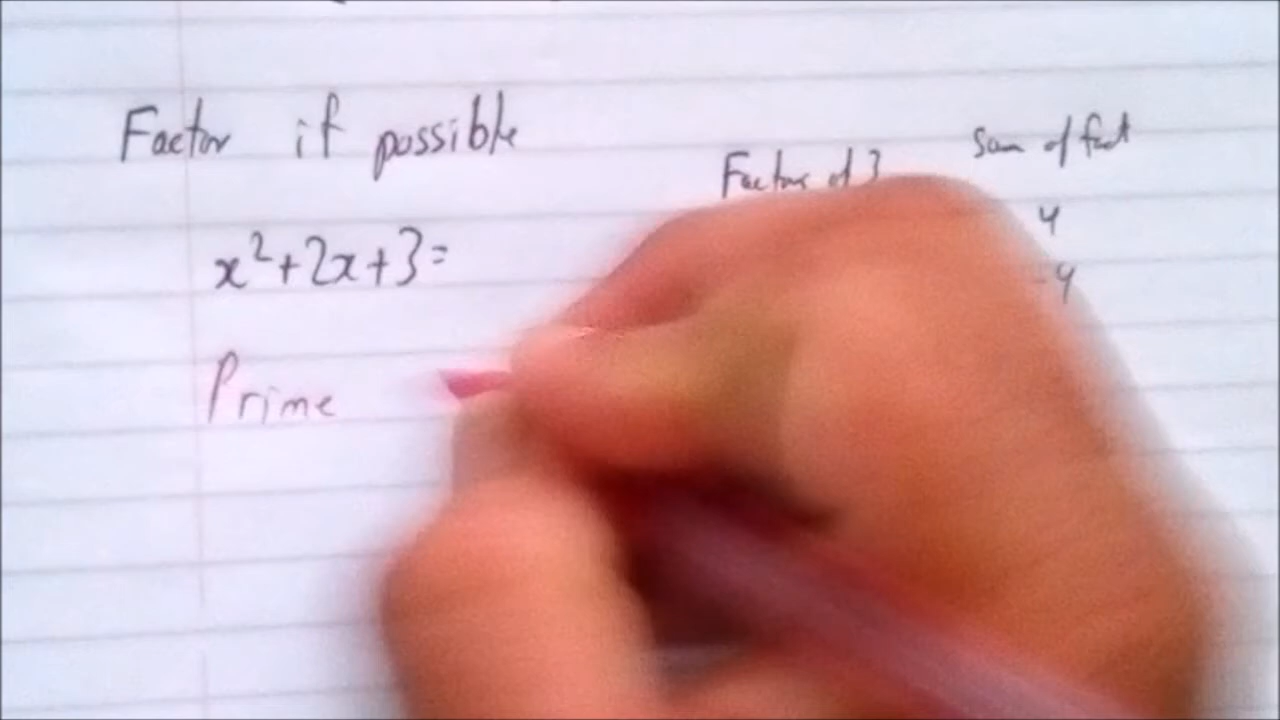 Factor if possible
Factors of 3 Sum of fact
x²+2x+3=
4
-4
Prime